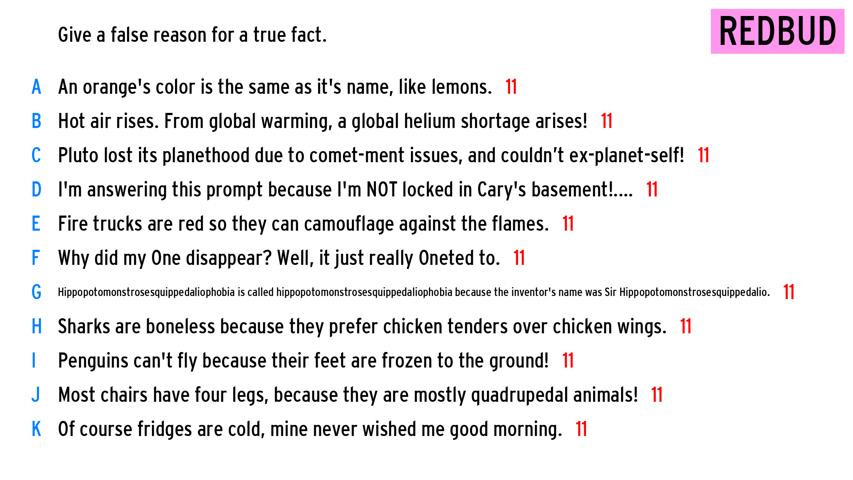 Give a false reason for a true fact.
REDBUD
A An orange's color is the same as it's name, like lemons. 11
B Hot air rises. From global warming, a global helium shortage arises! 11
C Pluto lost its planethood due to comet-ment issues, and couldn't ex-planet-self! 11
D I'm answering this prompt because I'm NOT locked in Cary's basement!.... 11
E Fire trucks are red so they can camouflage against the flames. 11
F Why did my One disappear? Well, it just really Oneted to. 11
G Hippopotomonstrosesquippedaliophobia is called hippopotomonstrosesquippedaliophobia because the inventor's name was Sir Hippopotomonstrosesquippedalio. 11
H Sharks are boneless because they prefer chicken tenders over chicken wings. 11
I Penguins can't fly because their feet are frozen to the ground! 11
J Most chairs have four legs, because they are mostly quadrupedal animals! 11
K Of course fridges are cold, mine never wished me good morning. 11